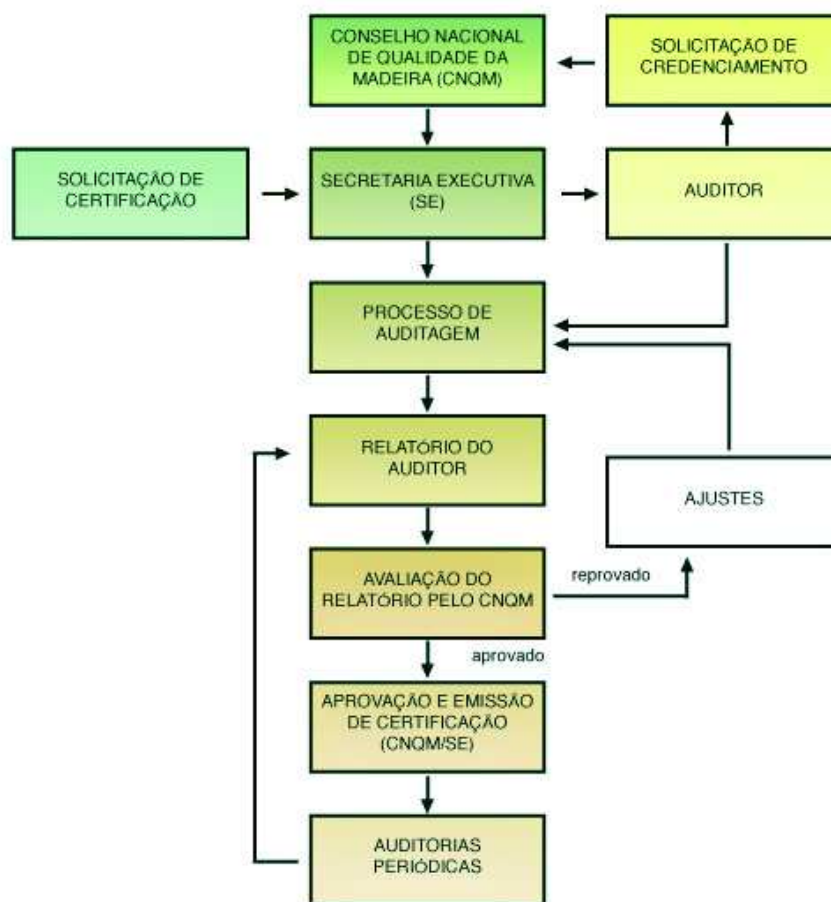 CONSELHO NACIONAL
DE QUALIDADE DA
MADEIRA (CNQM)
SOLICITAÇÃO DE
CREDENCIAMENTO
SOLICITAÇÃO DE
CERTIFICAÇÃO
SECRETARIA EXECUTIVA
(SE)
AUDITOR
PROCESSO DE
AUDITAGEM
RELATÓRIO DO
AUDITOR
AJUSTES
AVALIAÇÃO DO
RELATÓRIO PELO CNQM
reprovado
aprovado
APROVAÇÃO E EMISSÃO
DE CERTIFICAÇÃO
(CNQM/SE)
AUDITORIAS
PERIÓDICAS